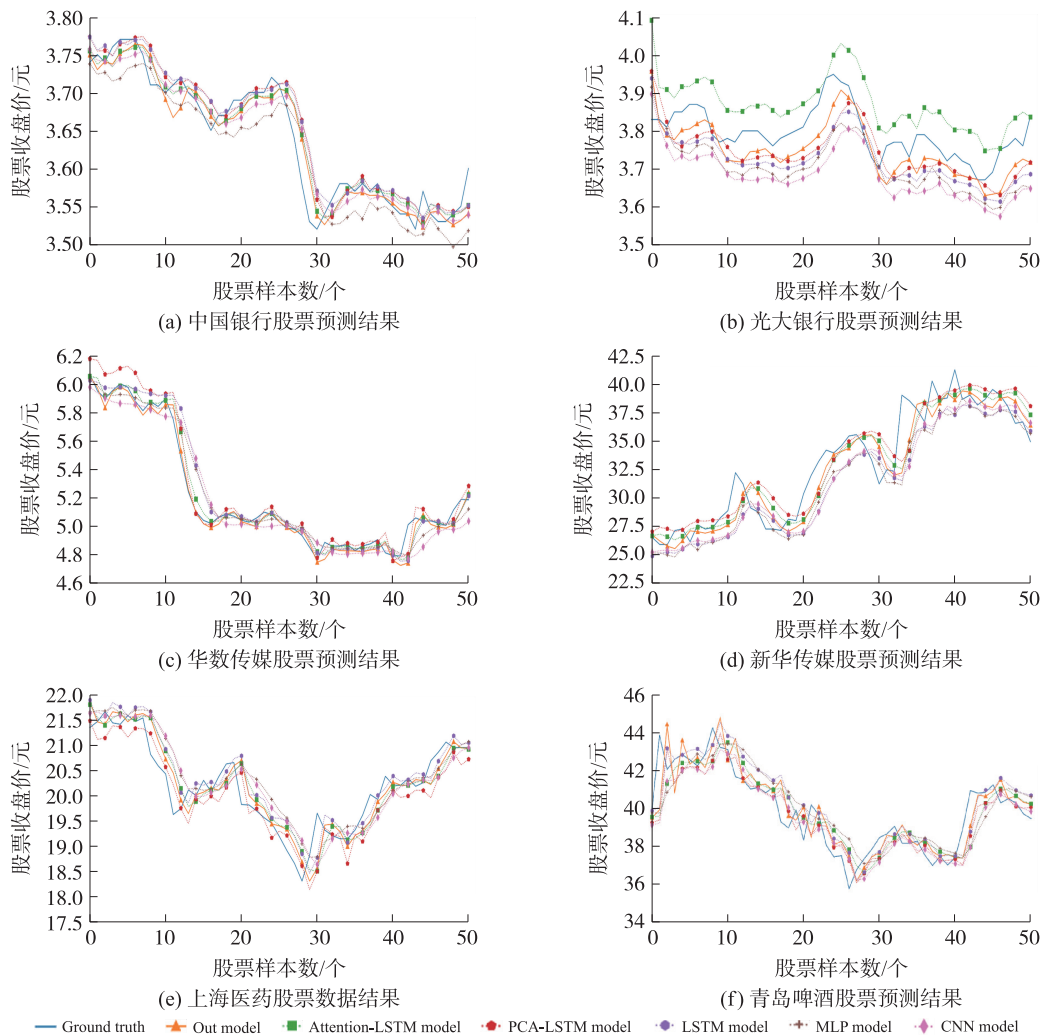 3.80
3.75
3.70
3.65
3.60
3.55
3.50
股票收盘价/元
0 10 20 30 40 50
股票样本数/个
(a) 中国银行股票预测结果
4.1
4.0
3.9
3.8
3.7
3.6
3.5
股票收盘价/元
0 10 20 30 40 50
股票样本数/个
(b) 光大银行股票预测结果
6.2
6.0
5.8
5.6
5.4
5.2
5.0
4.8
4.6
股票收盘价/元
0 10 20 30 40 50
股票样本数/个
(c) 华数传媒股票预测结果
42.5
40.0
37.5
35.0
32.5
30.0
27.5
25.0
22.5
股票收盘价/元
0 10 20 30 40 50
股票样本数/个
(d) 新华传媒股票预测结果
22.0
21.5
21.0
20.5
20.0
19.5
19.0
18.5
18.0
17.5
股票收盘价/元
0 10 20 30 40 50
股票样本数/个
(e) 上海医药股票数据结果
46
44
42
40
38
36
34
股票收盘价/元
0 10 20 30 40 50
股票样本数/个
(f) 青岛啤酒股票预测结果
Ground truth Out model Attention-LSTM model PCA-LSTM model LSTM model MLP model CNN model